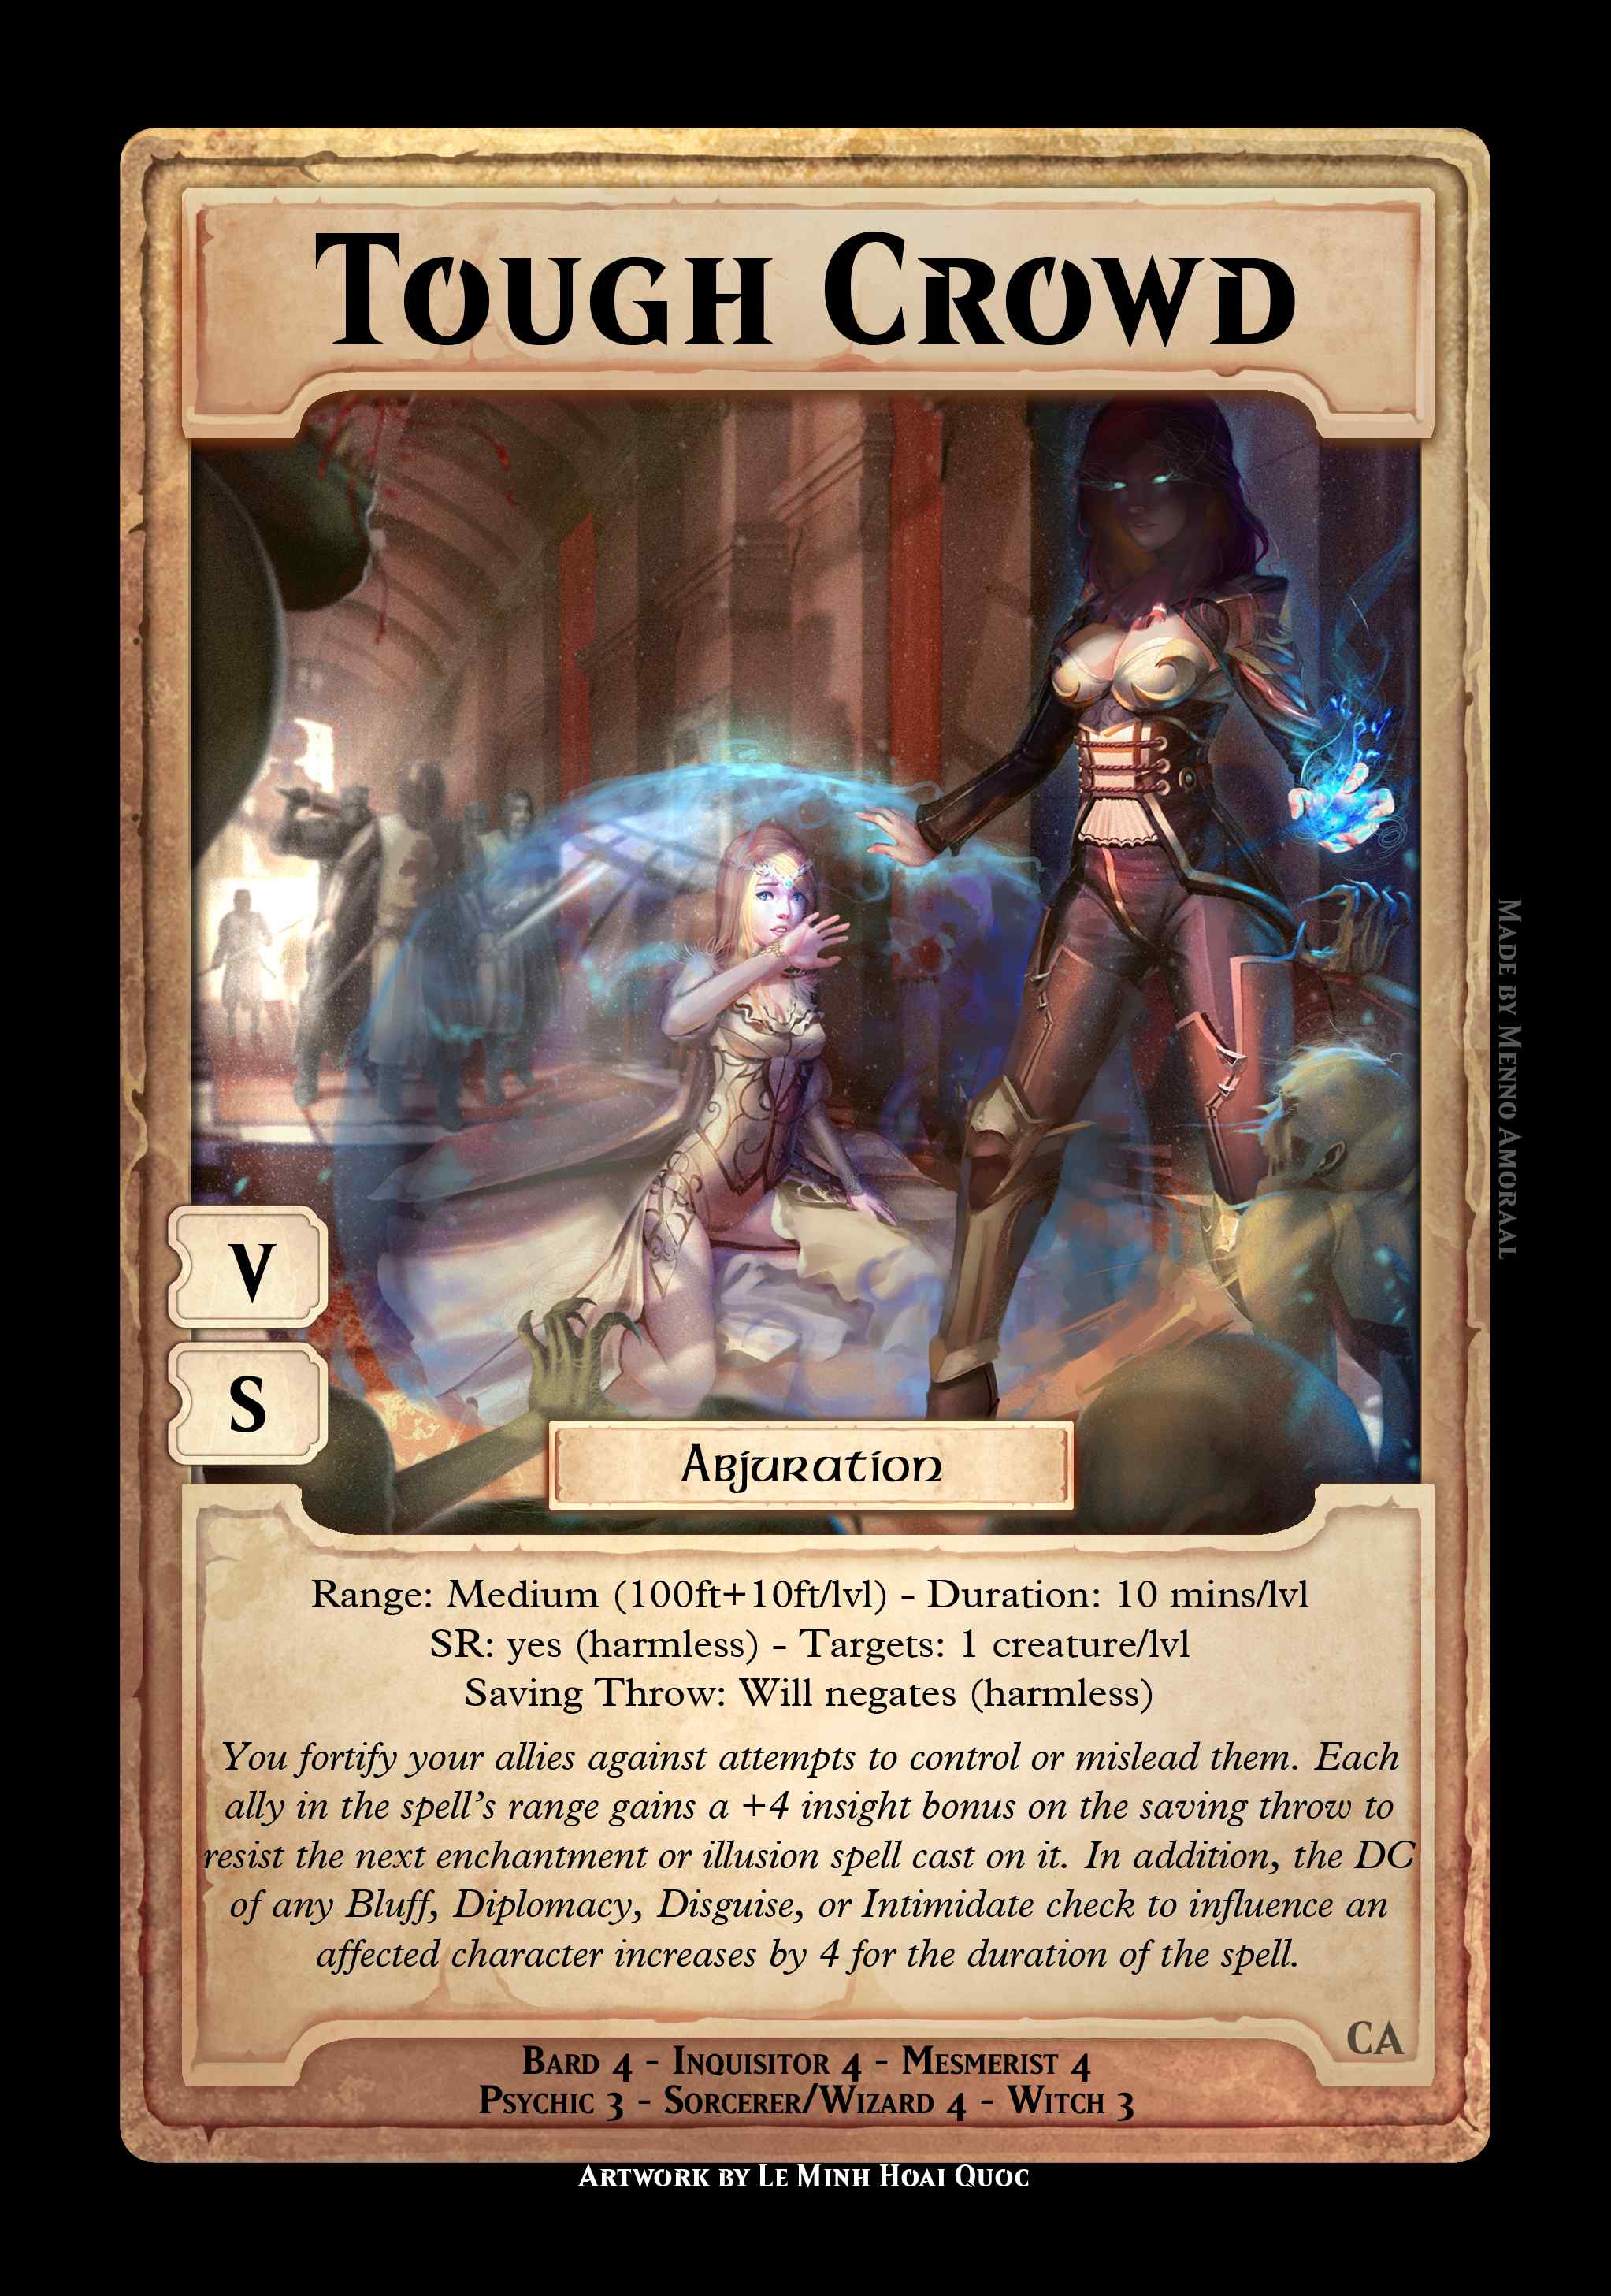 Tough Crowd
V
S
Abjuration
Range: Medium (100ft+10ft/lvl) - Duration: 10 mins/lvl
SR: yes (harmless) - Targets: 1 creature/lvl
Saving Throw: Will negates (harmless)
You fortify your allies against attempts to control or mislead them. Each
ally in the spell's range gains a +4 insight bonus on the saving throw to
resist the next enchantment or illusion spell cast on it. In addition, the DC
of any Bluff, Diplomacy, Disguise, or Intimidate check to influence an
affected character increases by 4 for the duration of the spell.
CA
Bard 4 - Inquisitor 4 - Mesmerist 4
Psychic 3 - Sorcerer/Wizard 4 - Witch 3
Artwork by Le Minh Hoai Quoc
Made by Menno Amoraal